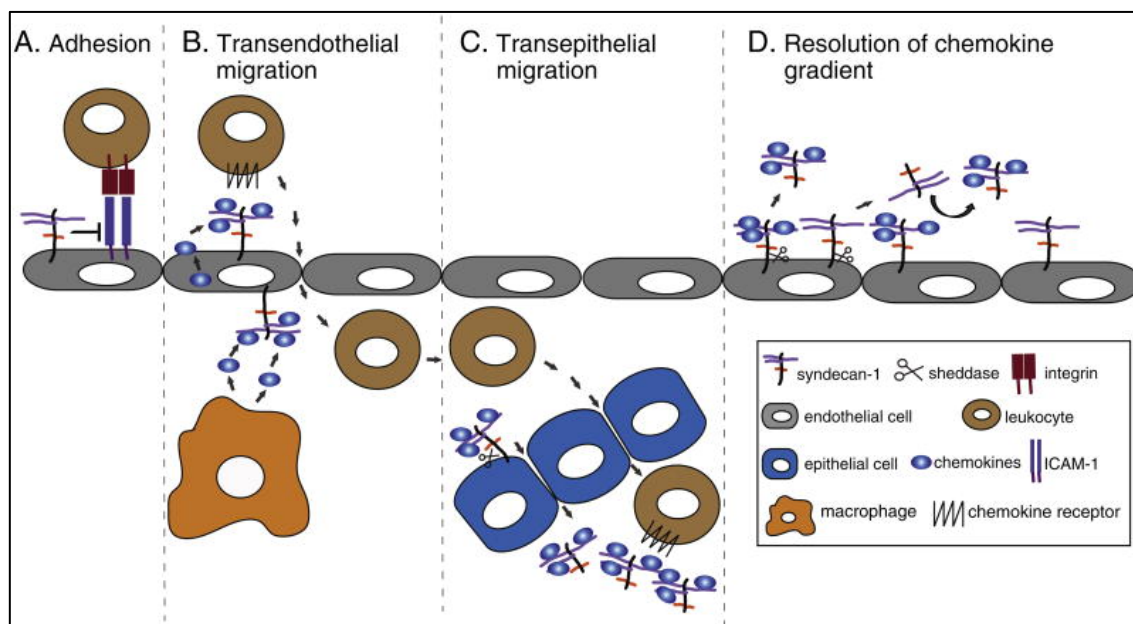 A. Adhesion
B. Transendothelial
migration
C. Transepithelial
migration
D. Resolution of chemokine
gradient
syndecan-1
sheddase
integrin
endothelial cell
leukocyte
epithelial cell
chemokines
ICAM-1
macrophage
chemokine receptor